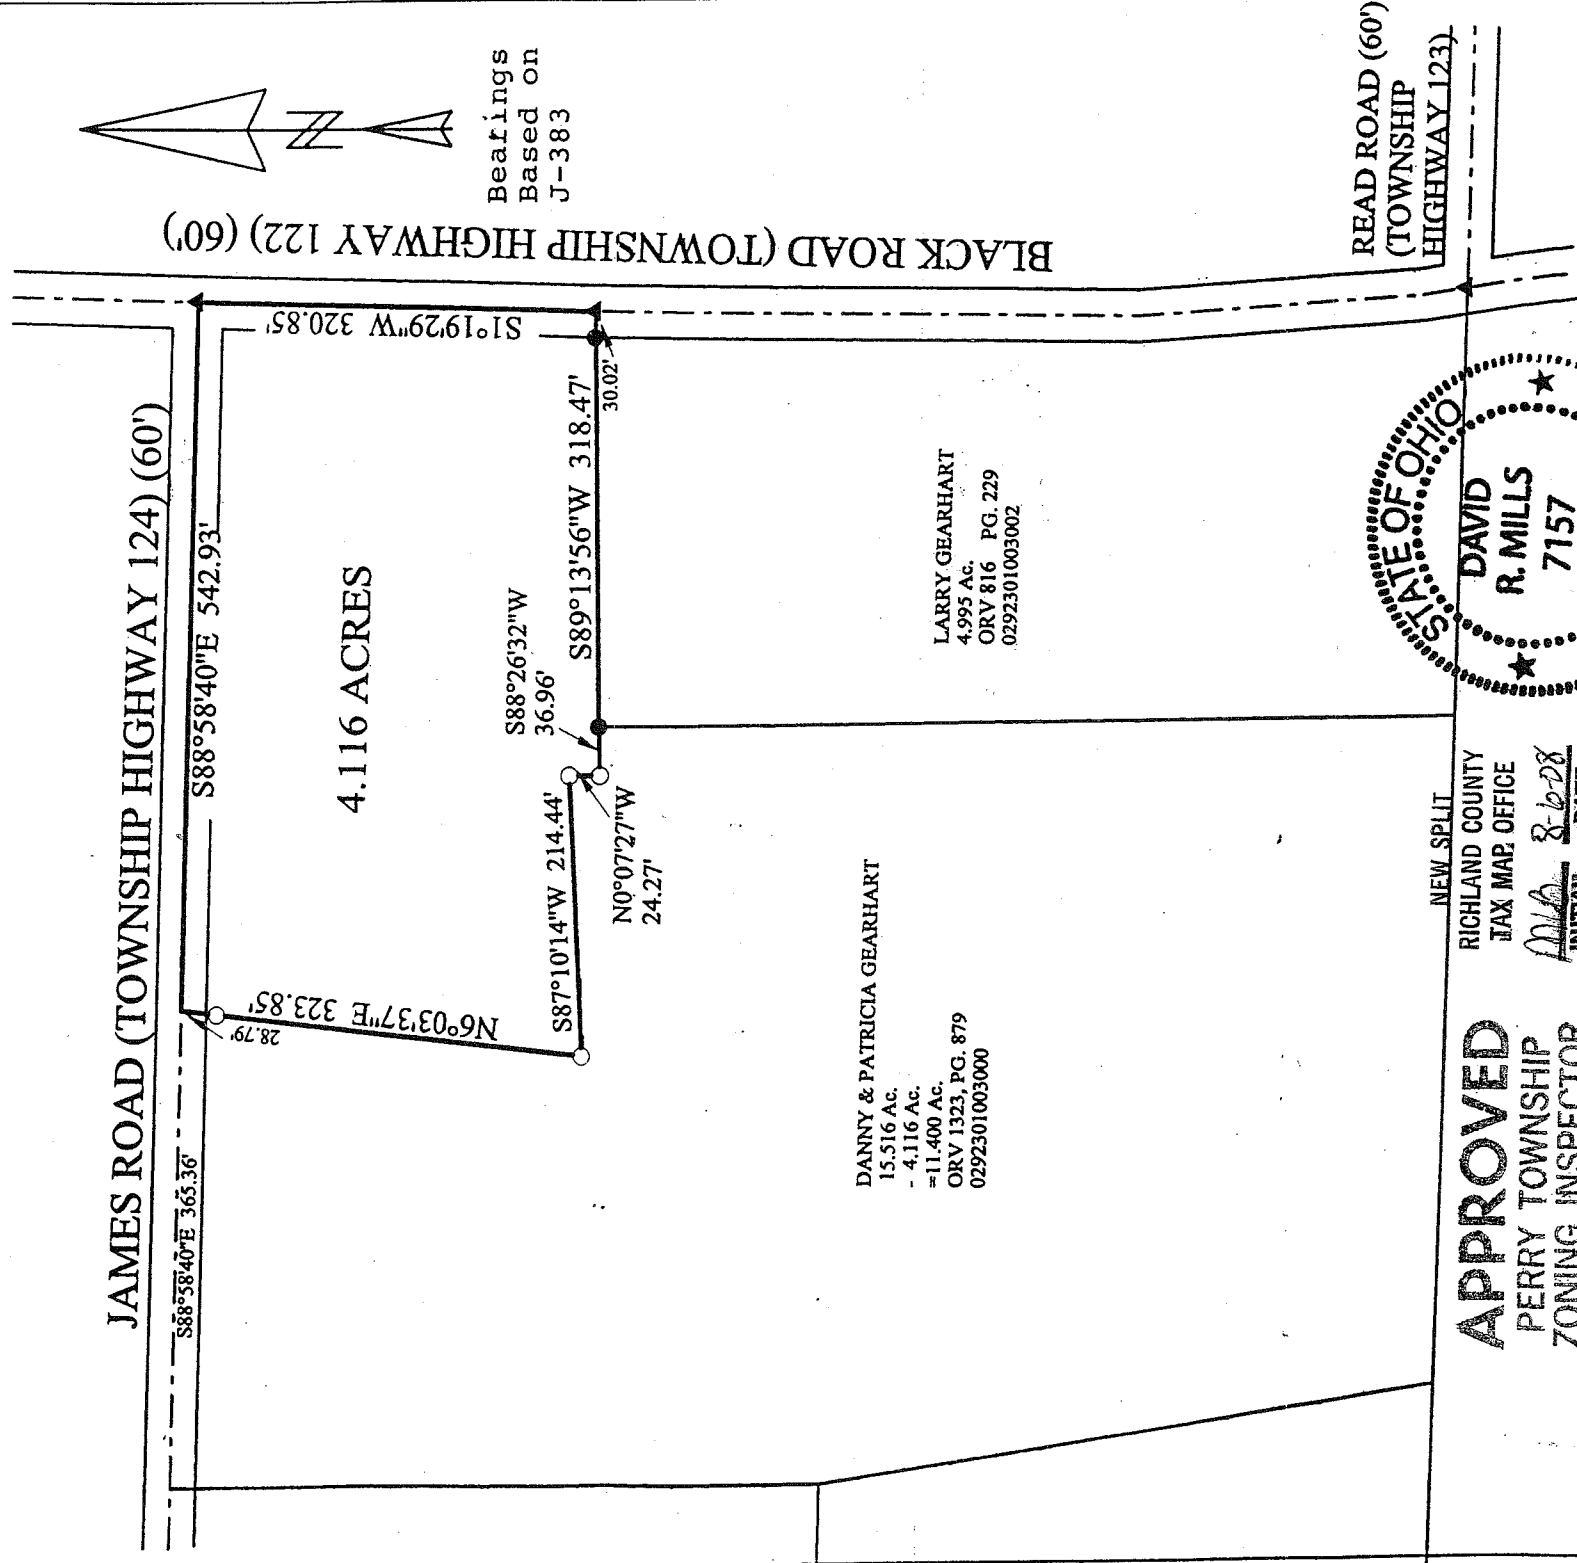 Bearings
Based on
J-383
BLACK ROAD (TOWNSHIP HIGHWAY 122) (60')
READ ROAD (60')
(TOWNSHIP
HIGHWAY 123)
JAMES ROAD (TOWNSHIP HIGHWAY 124) (60')
S88°58'40"E 542.93'
S1°19'29"W 320.85'
4.116 ACRES
S89°13'56"W 318.47'
30.02'
S88°26'32"W
36.96'
N0°07'27"W
24.27'
S87°10'14"W 214.44'
N6°03'37"E 323.85'
28.79'
S88°58'40"E 365.36'
LARRY GEARHART
4.995 Ac.
ORV 816 PG. 229
0292301003002
DANNY & PATRICIA GEARHART
15.516 Ac.
- 4.116 Ac.
=11.400 Ac.
ORV 1323, PG. 879
0292301003000
STATE OF OHIO
DAVID
R. MILLS
7157
NEW SPLIT
RICHLAND COUNTY
TAX MAP OFFICE
8-6-08
APPROVED
PERRY TOWNSHIP
ZONING INSPECTOR